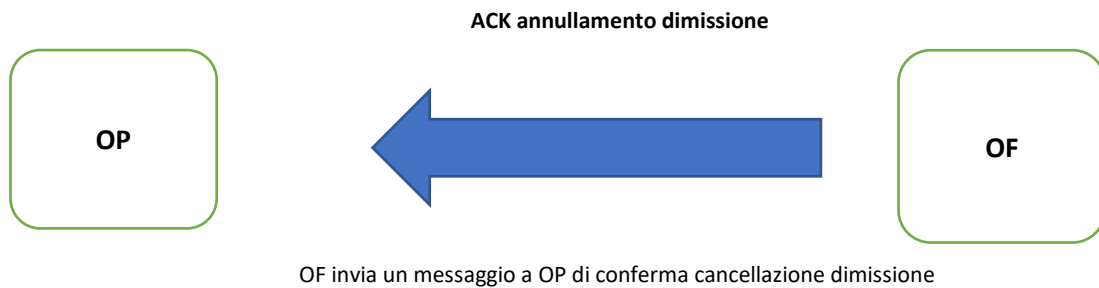 ACK annullamento dimissione
OP
OF
OF invia un messaggio a OP di conferma cancellazione dimissione